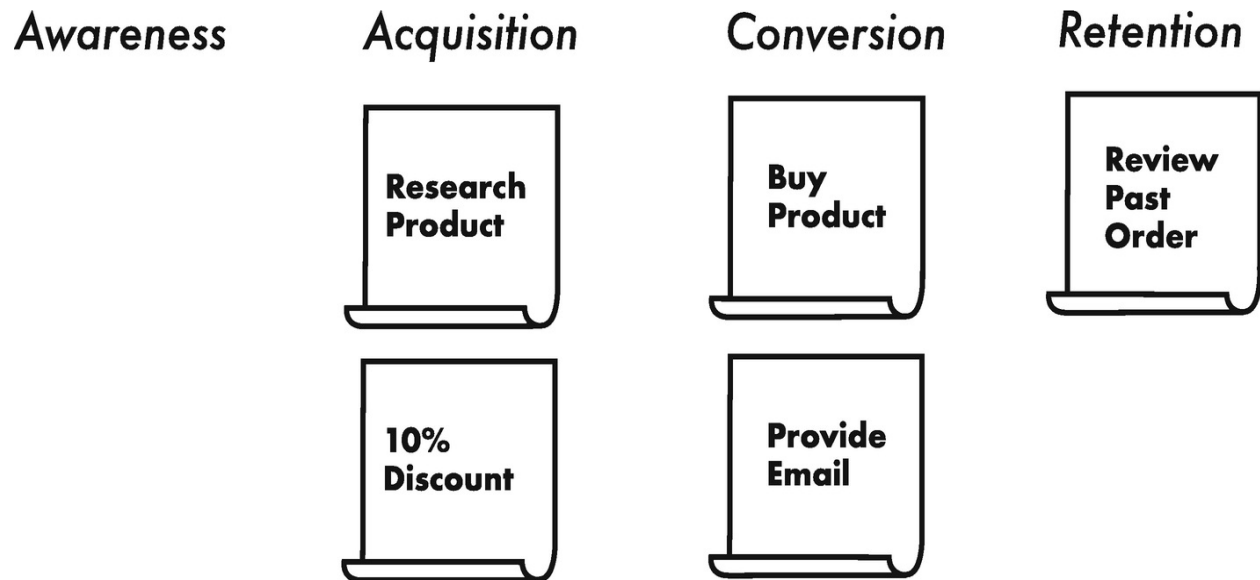 Awareness Acquisition Conversion Retention
Research
Product
Buy
Product
Review
Past
Order
10%
Discount
Provide
Email